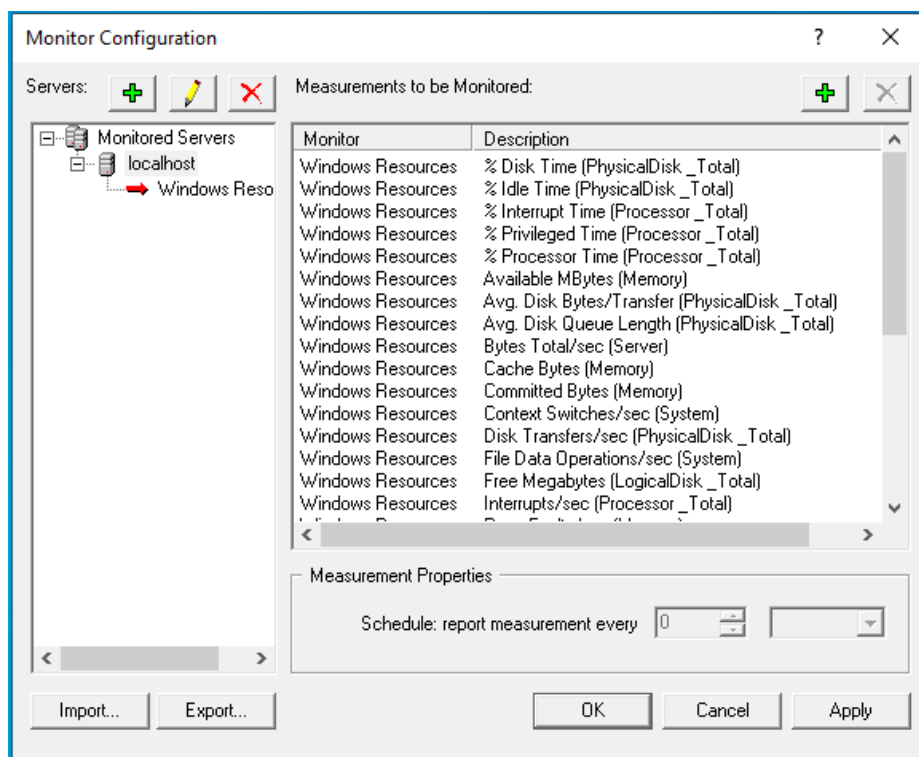 Monitor Configuration
Servers:
Measurements to be Monitored:
Monitored Servers
localhost
Windows Reso
Monitor Description
Windows Resources % Disk Time (PhysicalDisk _Total)
Windows Resources % Idle Time (PhysicalDisk _Total)
Windows Resources % Interrupt Time (Processor _Total)
Windows Resources % Privileged Time (Processor _Total)
Windows Resources % Processor Time (Processor _Total)
Windows Resources Available MBytes (Memory)
Windows Resources Avg. Disk Bytes/Transfer (PhysicalDisk _Total)
Windows Resources Avg. Disk Queue Length (PhysicalDisk _Total)
Windows Resources Bytes Total/sec (Server)
Windows Resources Cache Bytes (Memory)
Windows Resources Committed Bytes (Memory)
Windows Resources Context Switches/sec (System)
Windows Resources Disk Transfers/sec (PhysicalDisk _Total)
Windows Resources File Data Operations/sec (System)
Windows Resources Free Megabytes (LogicalDisk _Total)
Windows Resources Interrupts/sec (Processor _Total)
Measurement Properties
Schedule: report measurement every 0
Import... Export... OK Cancel Apply